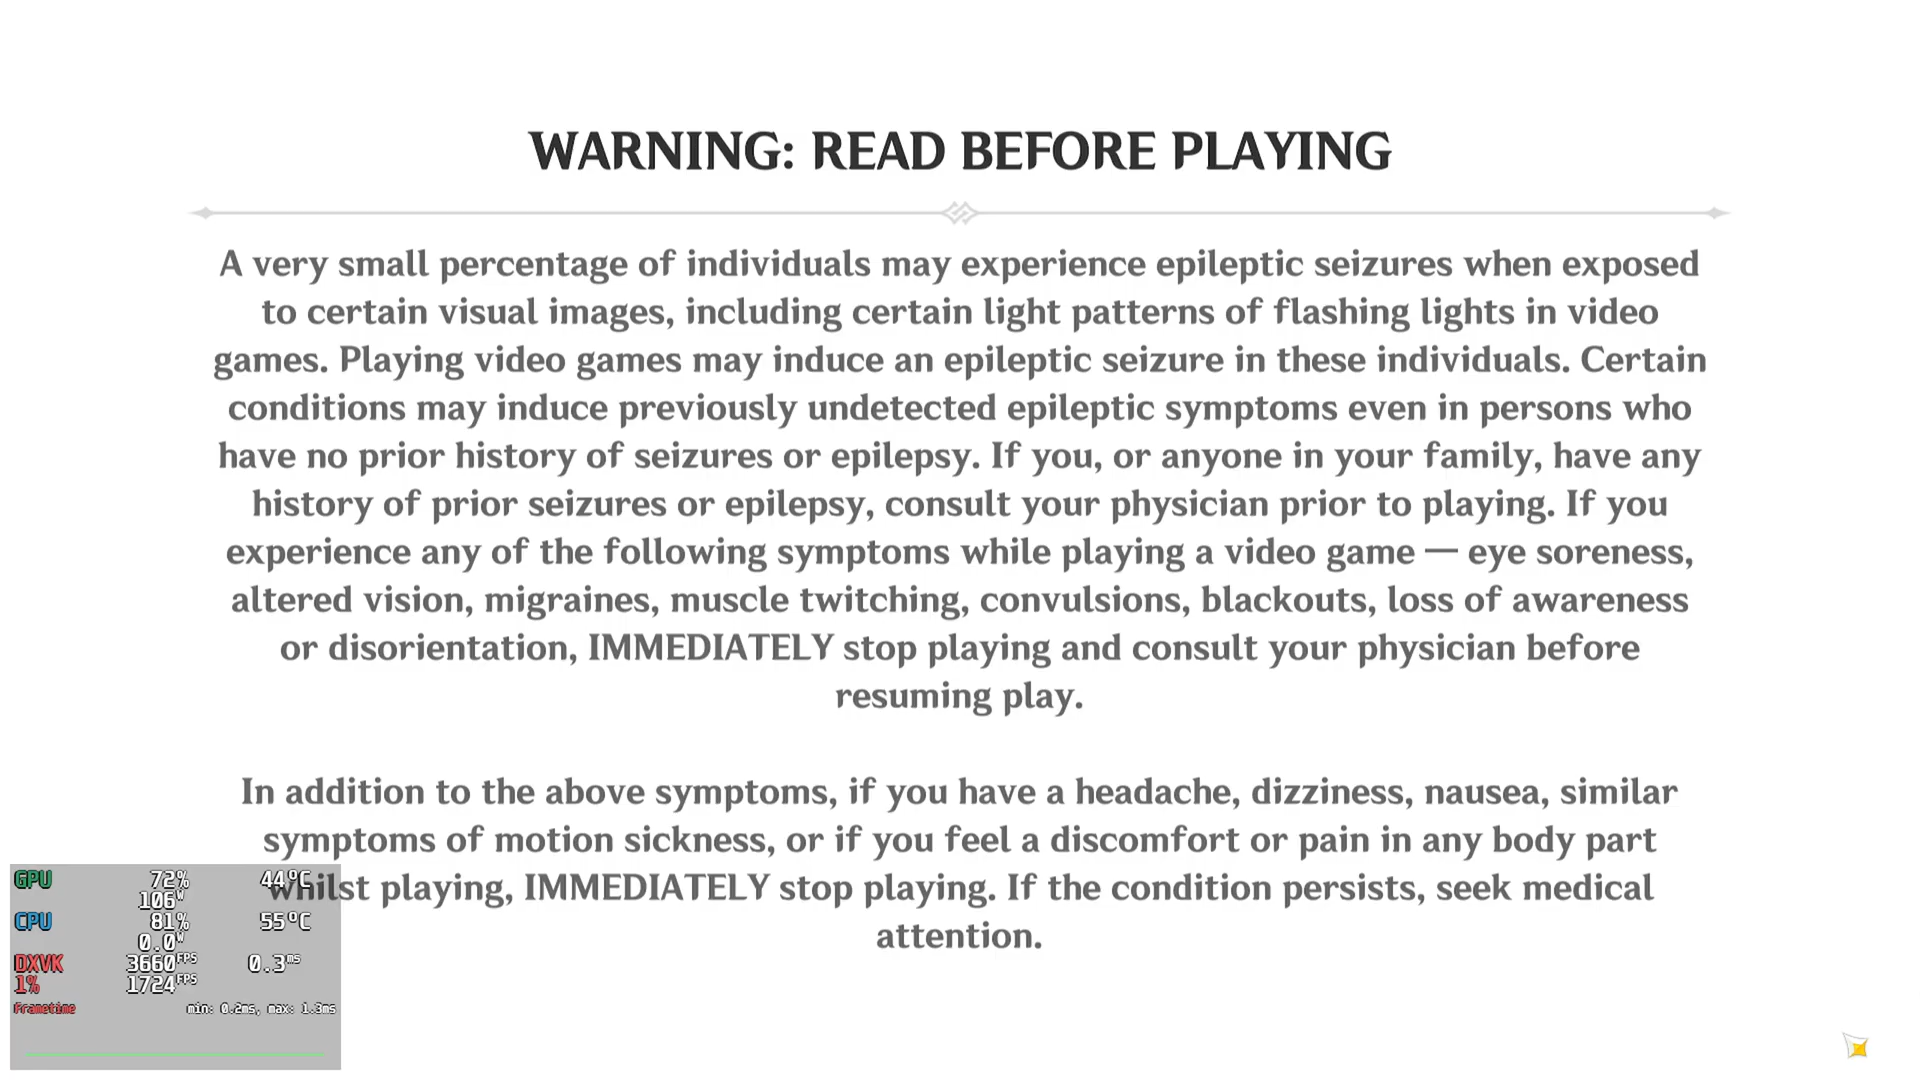 WARNING: READ BEFORE PLAYING
A very small percentage of individuals may experience epileptic seizures when exposed
to certain visual images, including certain light patterns of flashing lights in video
games. Playing video games may induce an epileptic seizure in these individuals. Certain
conditions may induce previously undetected epileptic symptoms even in persons who
have no prior history of seizures or epilepsy. If you, or anyone in your family, have any
history of prior seizures or epilepsy, consult your physician prior to playing. If you
experience any of the following symptoms while playing a video game — eye soreness,
altered vision, migraines, muscle twitching, convulsions, blackouts, loss of awareness
or disorientation, IMMEDIATELY stop playing and consult your physician before
resuming play.
In addition to the above symptoms, if you have a headache, dizziness, nausea, similar
symptoms of motion sickness, or if you feel a discomfort or pain in any body part
whilst playing, IMMEDIATELY stop playing. If the condition persists, seek medical
attention.
GPU 72% 44°C
106W
CPU 81% 55°C
0.0W
DXVK 3660FPS 0.3ms
1% 1724FPS
Frametime min: 0.2ms, max: 1.3ms